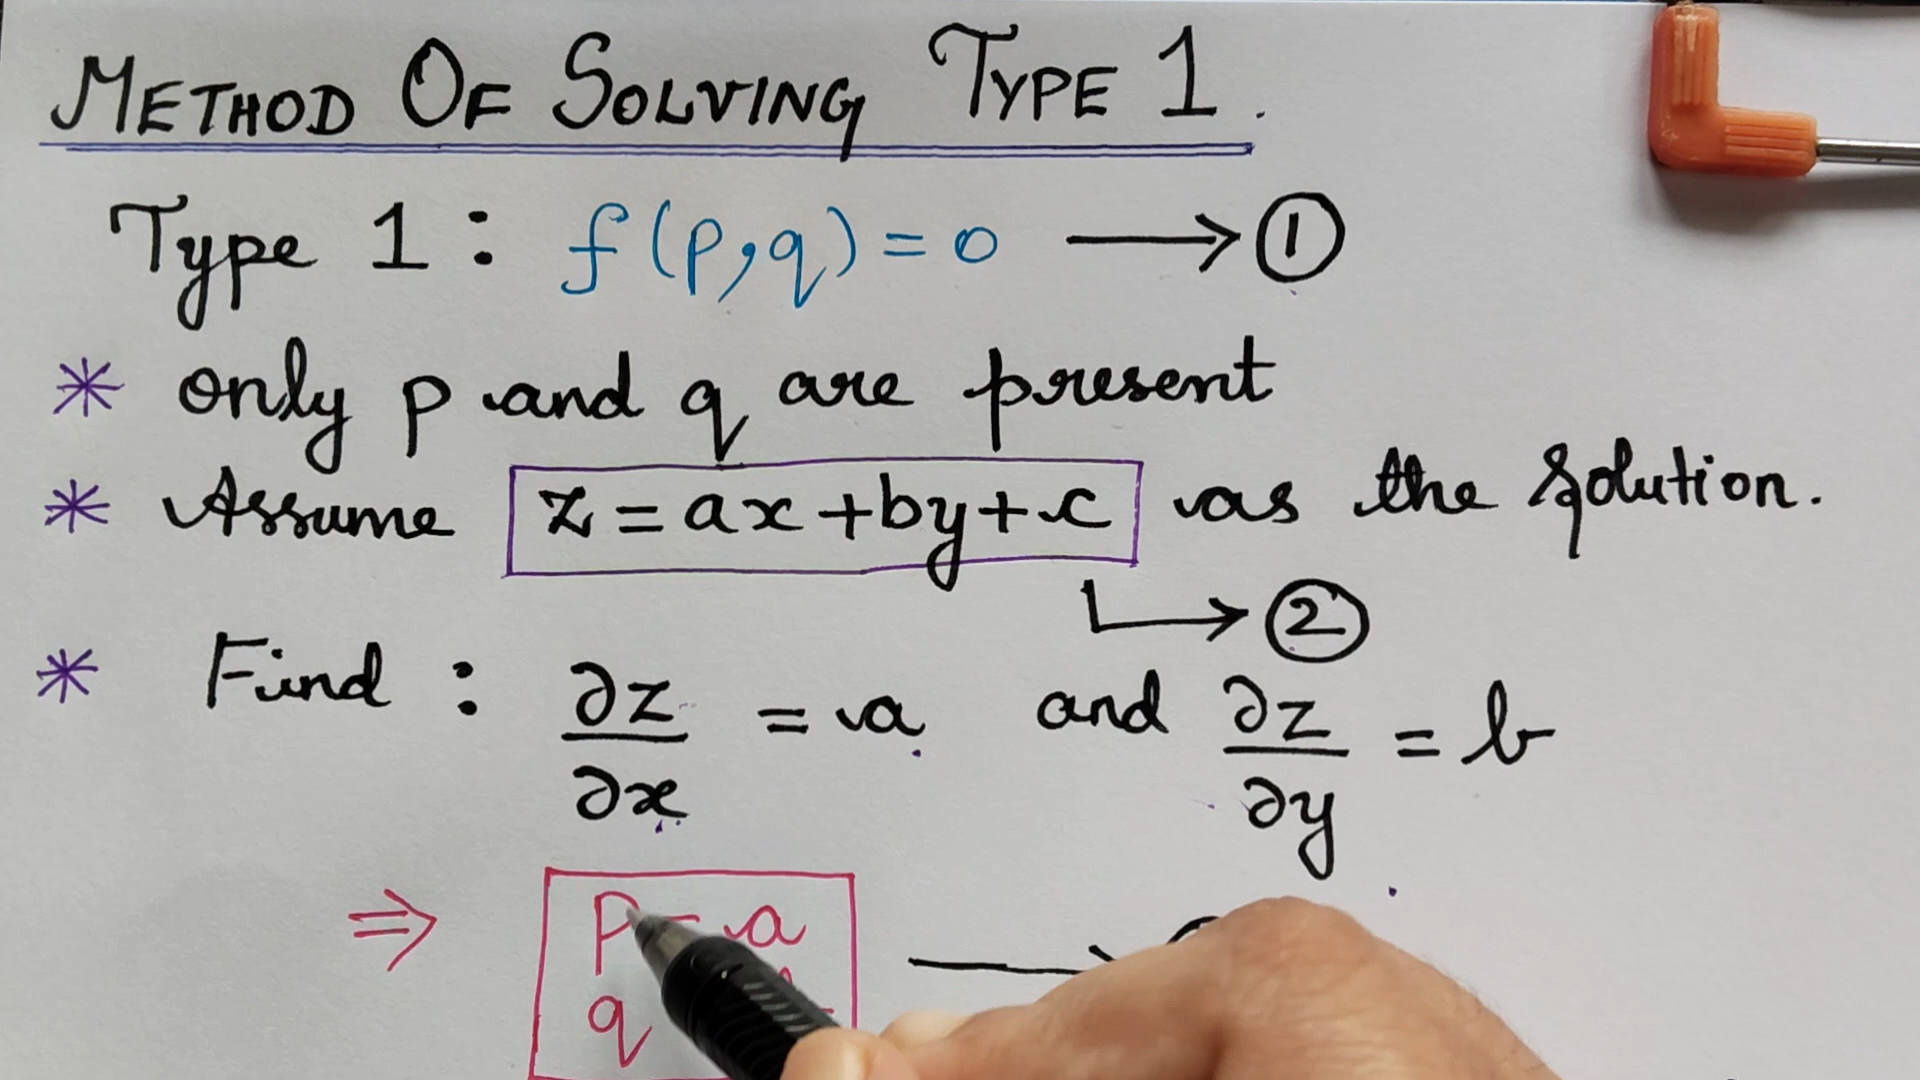 METHOD OF SOLVING TYPE 1.
Type 1 : f(p,q) = 0 → ①
* only p and q are present
* Assume z = ax + by + c as the solution.
→ ②
* Find : ∂z/∂x = a and ∂z/∂y = b
⇒ p = a →
q